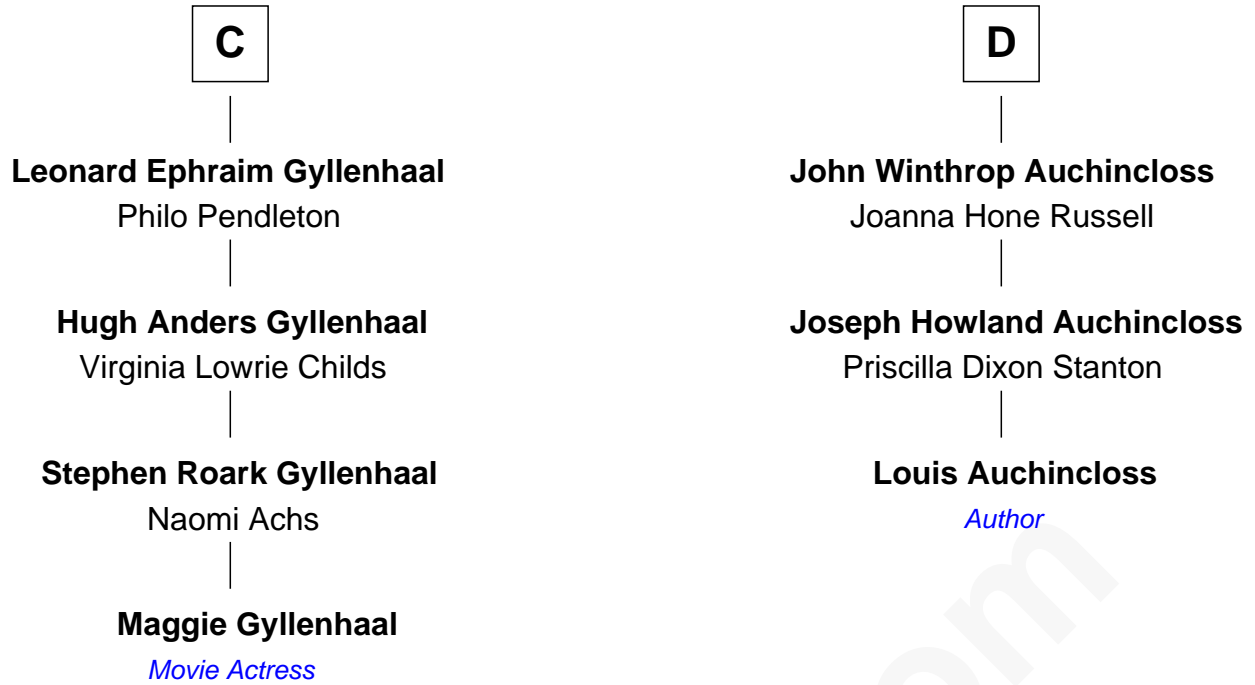 C
Leonard Ephraim Gyllenhaal
Philo Pendleton
Hugh Anders Gyllenhaal
Virginia Lowrie Childs
Stephen Roark Gyllenhaal
Naomi Achs
Maggie Gyllenhaal
Movie Actress
D
John Winthrop Auchincloss
Joanna Hone Russell
Joseph Howland Auchincloss
Priscilla Dixon Stanton
Louis Auchincloss
Author